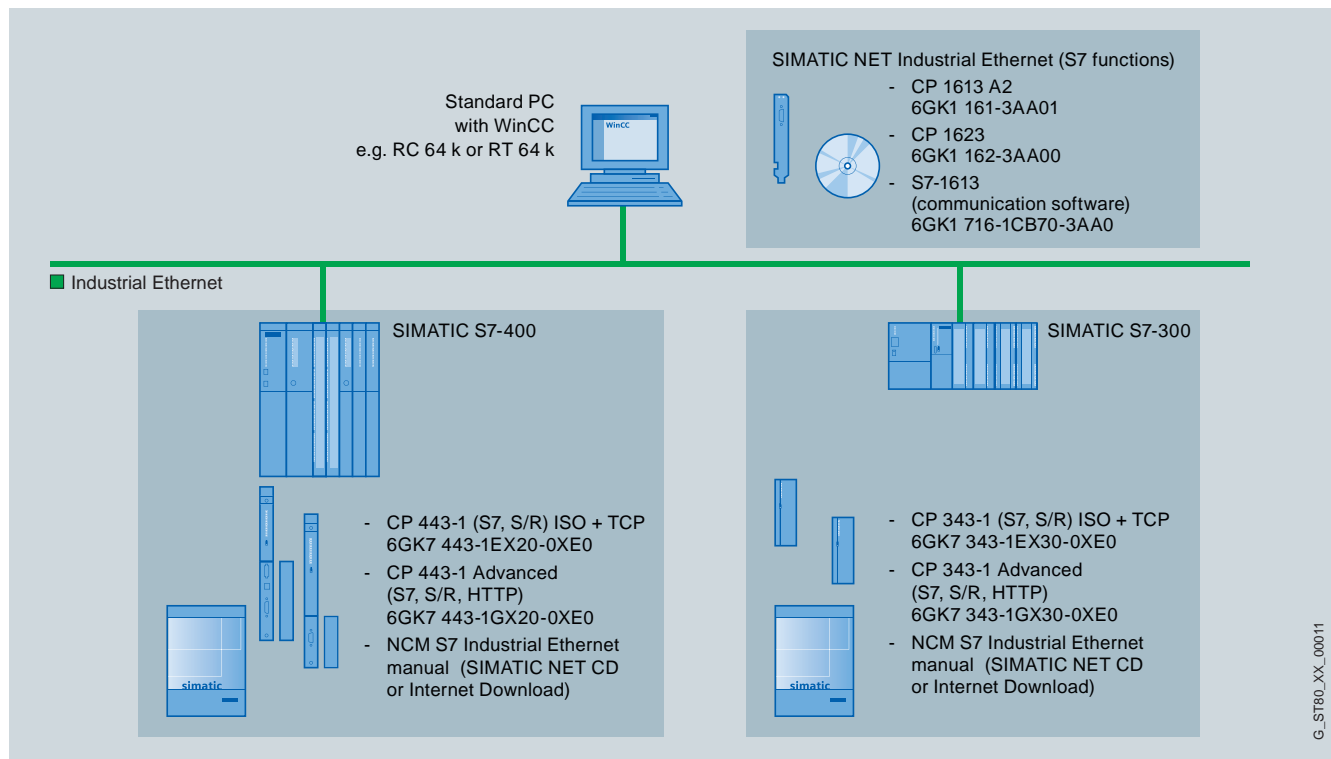 Standard PC
with WinCC
e.g. RC 64 k or RT 64 k
WinCC
SIMATIC NET Industrial Ethernet (S7 functions)
- CP 1613 A2
6GK1 161-3AA01
- CP 1623
6GK1 162-3AA00
- S7-1613
(communication software)
6GK1 716-1CB70-3AA0
Industrial Ethernet
SIMATIC S7-400
- CP 443-1 (S7, S/R) ISO + TCP
6GK7 443-1EX20-0XE0
- CP 443-1 Advanced
(S7, S/R, HTTP)
6GK7 443-1GX20-0XE0
- NCM S7 Industrial Ethernet
manual (SIMATIC NET CD
or Internet Download)
simatic
SIMATIC S7-300
- CP 343-1 (S7, S/R) ISO + TCP
6GK7 343-1EX30-0XE0
- CP 343-1 Advanced
(S7, S/R, HTTP)
6GK7 343-1GX30-0XE0
- NCM S7 Industrial Ethernet
manual (SIMATIC NET CD
or Internet Download)
simatic
G_ST80_XX_00011